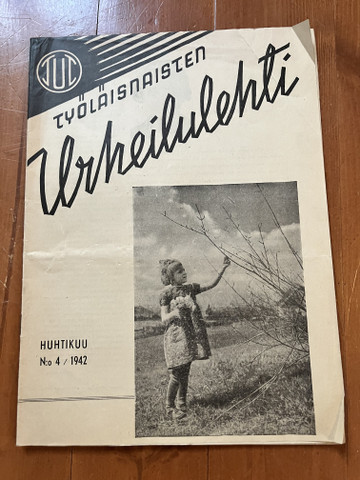 TUL
TYÖLÄISNAISTEN
Urheilulehti
HUHTIKUU
N:o 4 / 1942